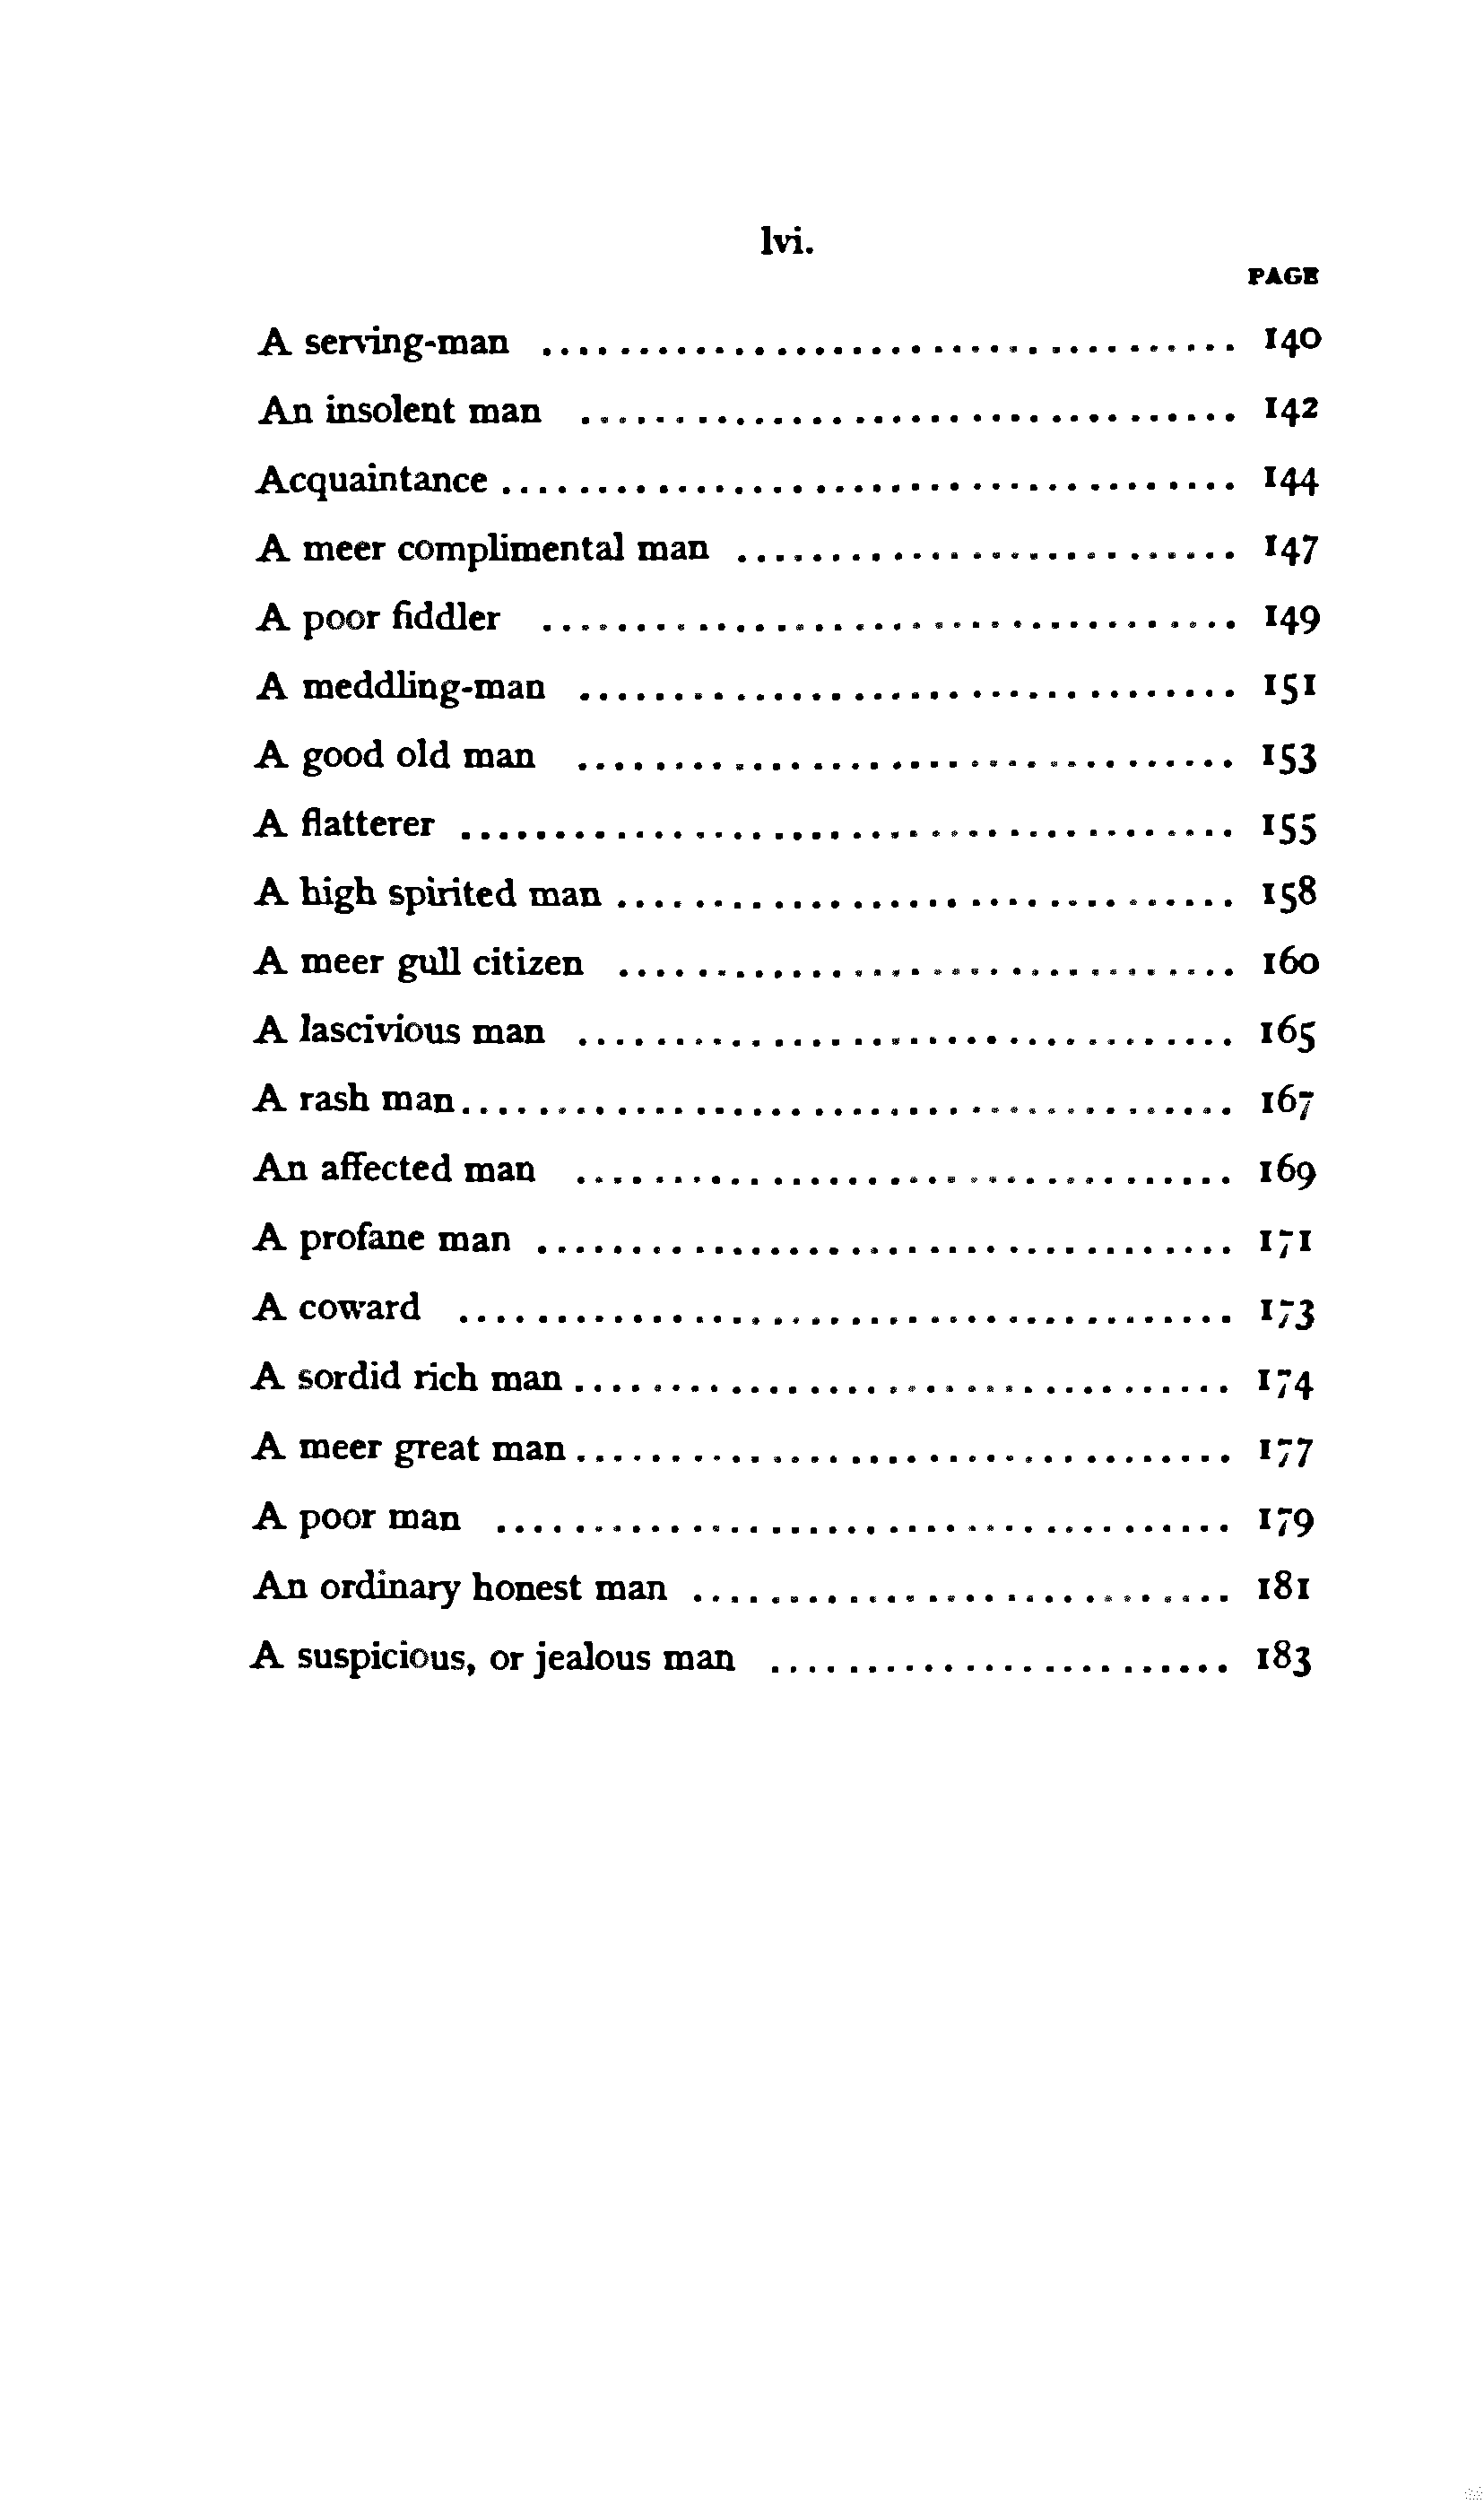 lvi.
PAGE
A serving-man ................................... 140
An insolent man ................................. 142
Acquaintance ..................................... 144
A meer complimental man ......................... 147
A poor fiddler ................................... 149
A meddling-man .................................. 151
A good old man .................................. 153
A flatterer ....................................... 155
A high spirited man ............................... 158
A meer gull citizen ............................... 160
A lascivious man ................................. 165
A rash man....................................... 167
An affected man ................................. 169
A profane man ................................... 171
A coward ....................................... 173
A sordid rich man ................................. 174
A meer great man ................................. 177
A poor man ..................................... 179
An ordinary honest man ........................... 181
A suspicious, or jealous man ....................... 183